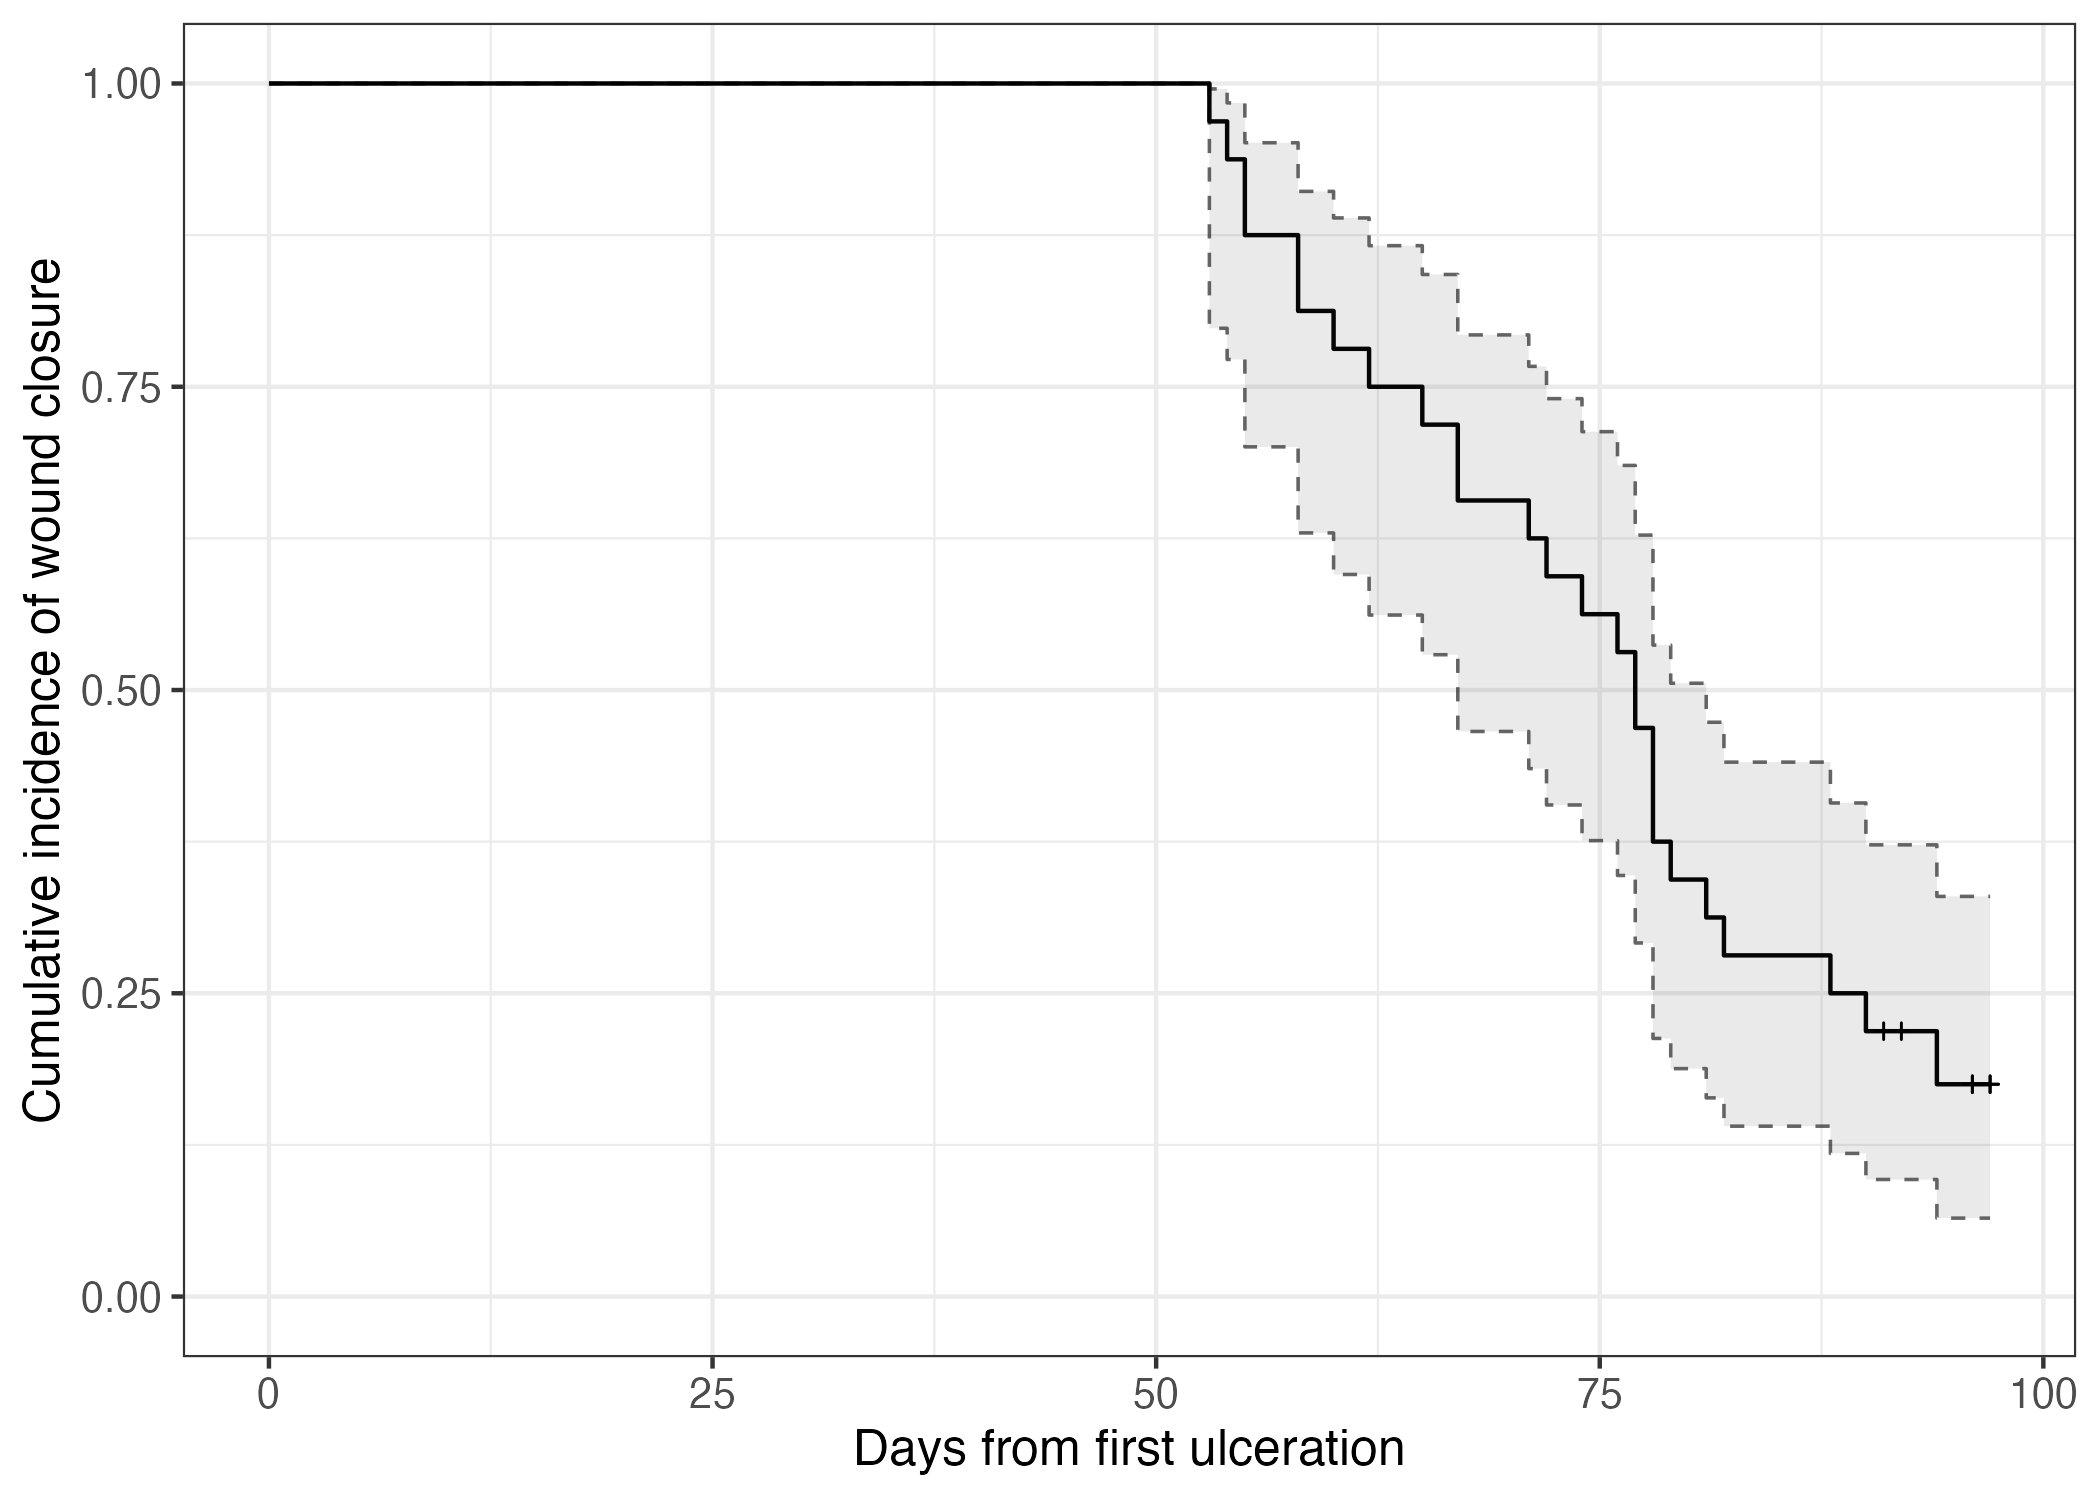 Cumulative incidence of wound closure
1.00
0.75
0.50
0.25
0.00
0 25 50 75 100
Days from first ulceration